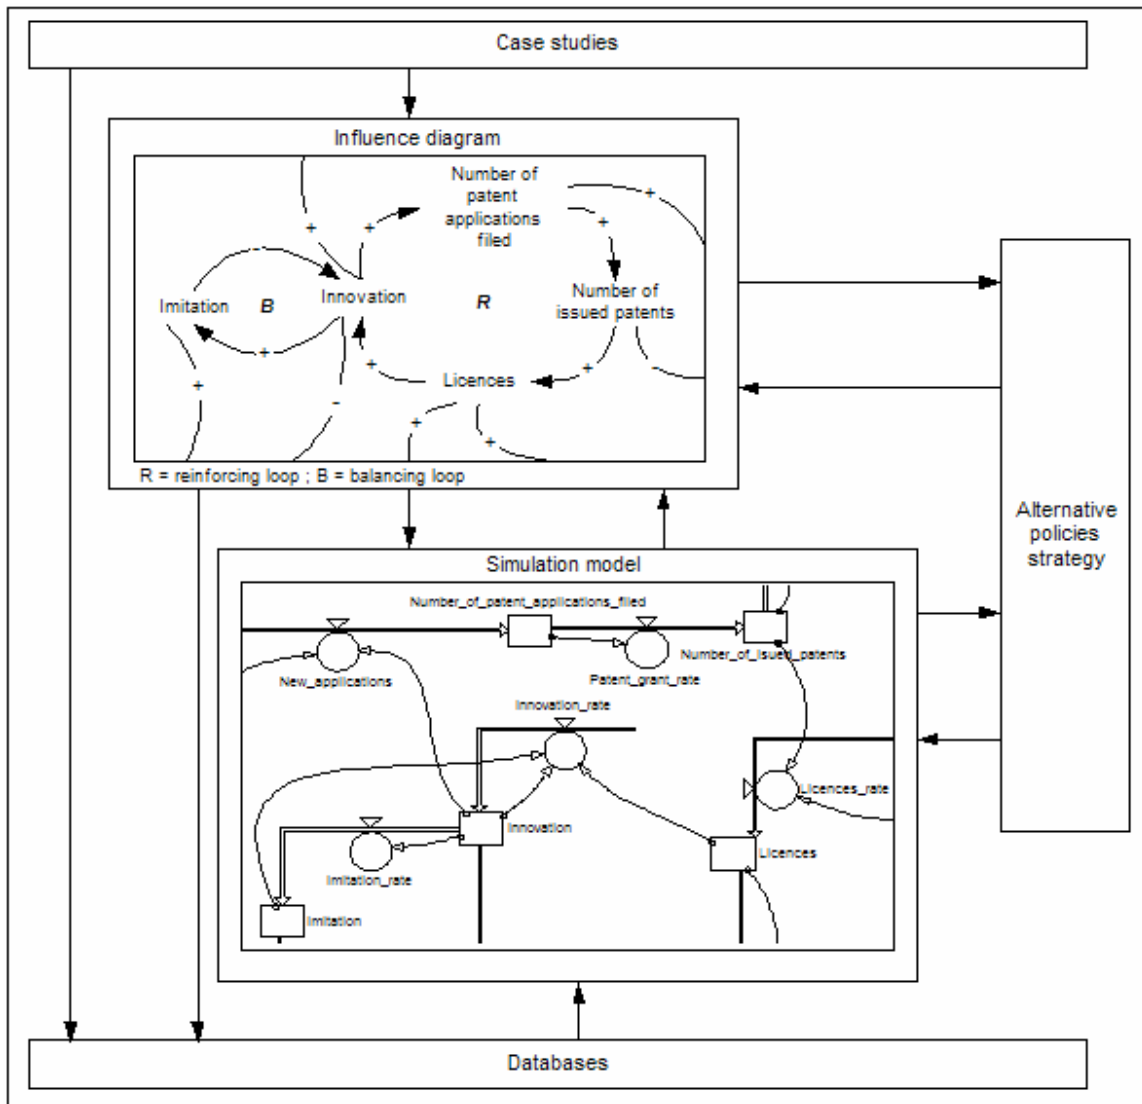 Case studies
Influence diagram
Number of
patent
applications
filed
+
+
+
+
-
Imitation
B
Innovation
R
Number of
issued patents
+
+
+
-
+
-
Licences
+
+
+
R = reinforcing loop ; B = balancing loop
Alternative
policies
strategy
Simulation model
Number_of_patent_applications_filed
Number_of_isued_patents
New_applications
Patent_grant_rate
Innovation_rate
Licences_rate
Innovation
Licences
Imitation_rate
Imitation
Databases